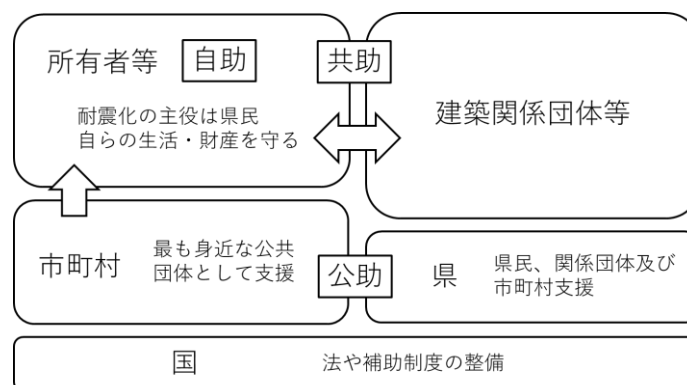 所有者等
自助
共助
耐震化の主役は県民
自らの生活・財産を守る
建築関係団体等
市町村
最も身近な公共
団体として支援
公助
県
県民、関係団体及び
市町村支援
国
法や補助制度の整備